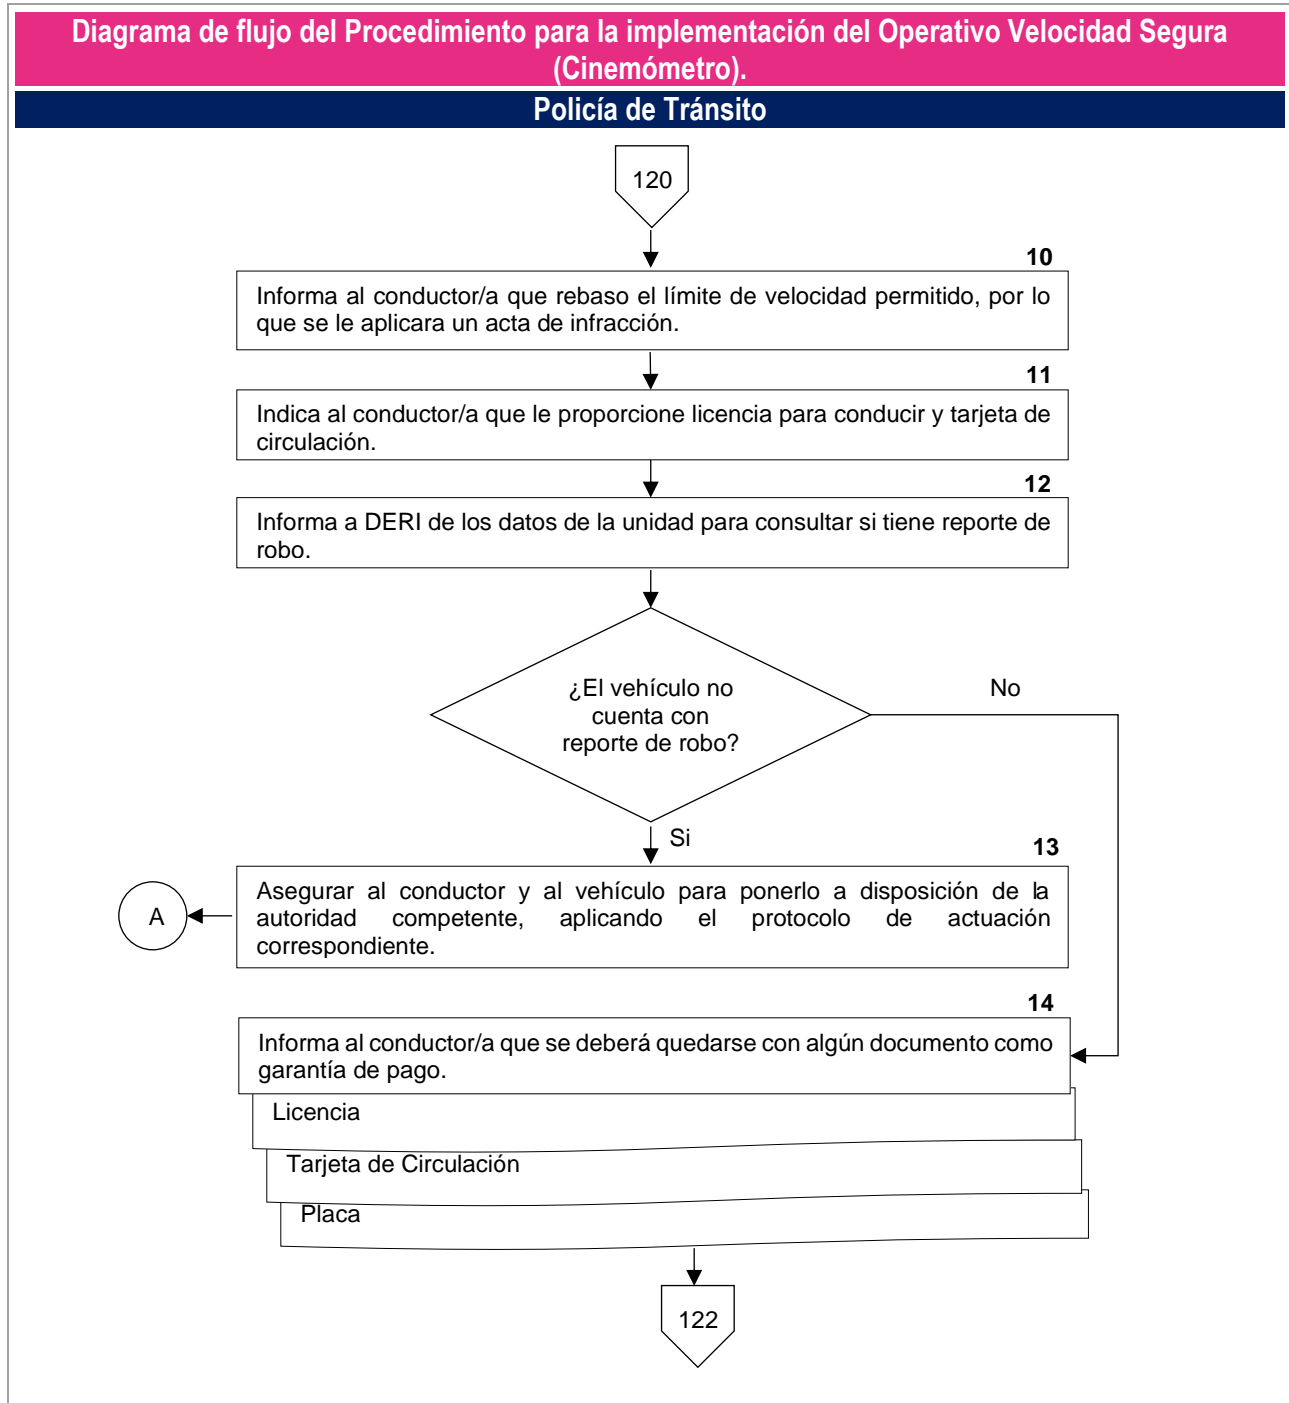 Diagrama de flujo del Procedimiento para la implementación del Operativo Velocidad Segura
(Cinemómetro).
Policía de Tránsito
120
10
Informa al conductor/a que rebaso el límite de velocidad permitido, por lo
que se le aplicara un acta de infracción.
11
Indica al conductor/a que le proporcione licencia para conducir y tarjeta de
circulación.
12
Informa a DERI de los datos de la unidad para consultar si tiene reporte de
robo.
¿El vehículo no
cuenta con
reporte de robo?
No
Si
13
Asegurar al conductor y al vehículo para ponerlo a disposición de la
autoridad competente, aplicando el protocolo de actuación
correspondiente.
A
14
Informa al conductor/a que se deberá quedarse con algún documento como
garantía de pago.
Licencia
Tarjeta de Circulación
Placa
122